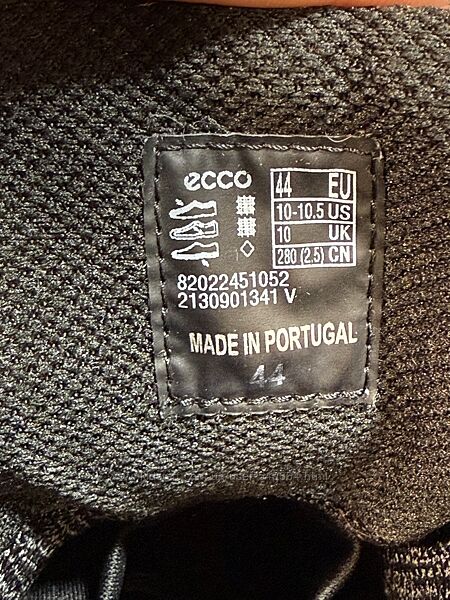 ecco
44 EU
10-10.5 US
10 UK
280 (2.5) CN
82022451052
2130901341 V
MADE IN PORTUGAL
44